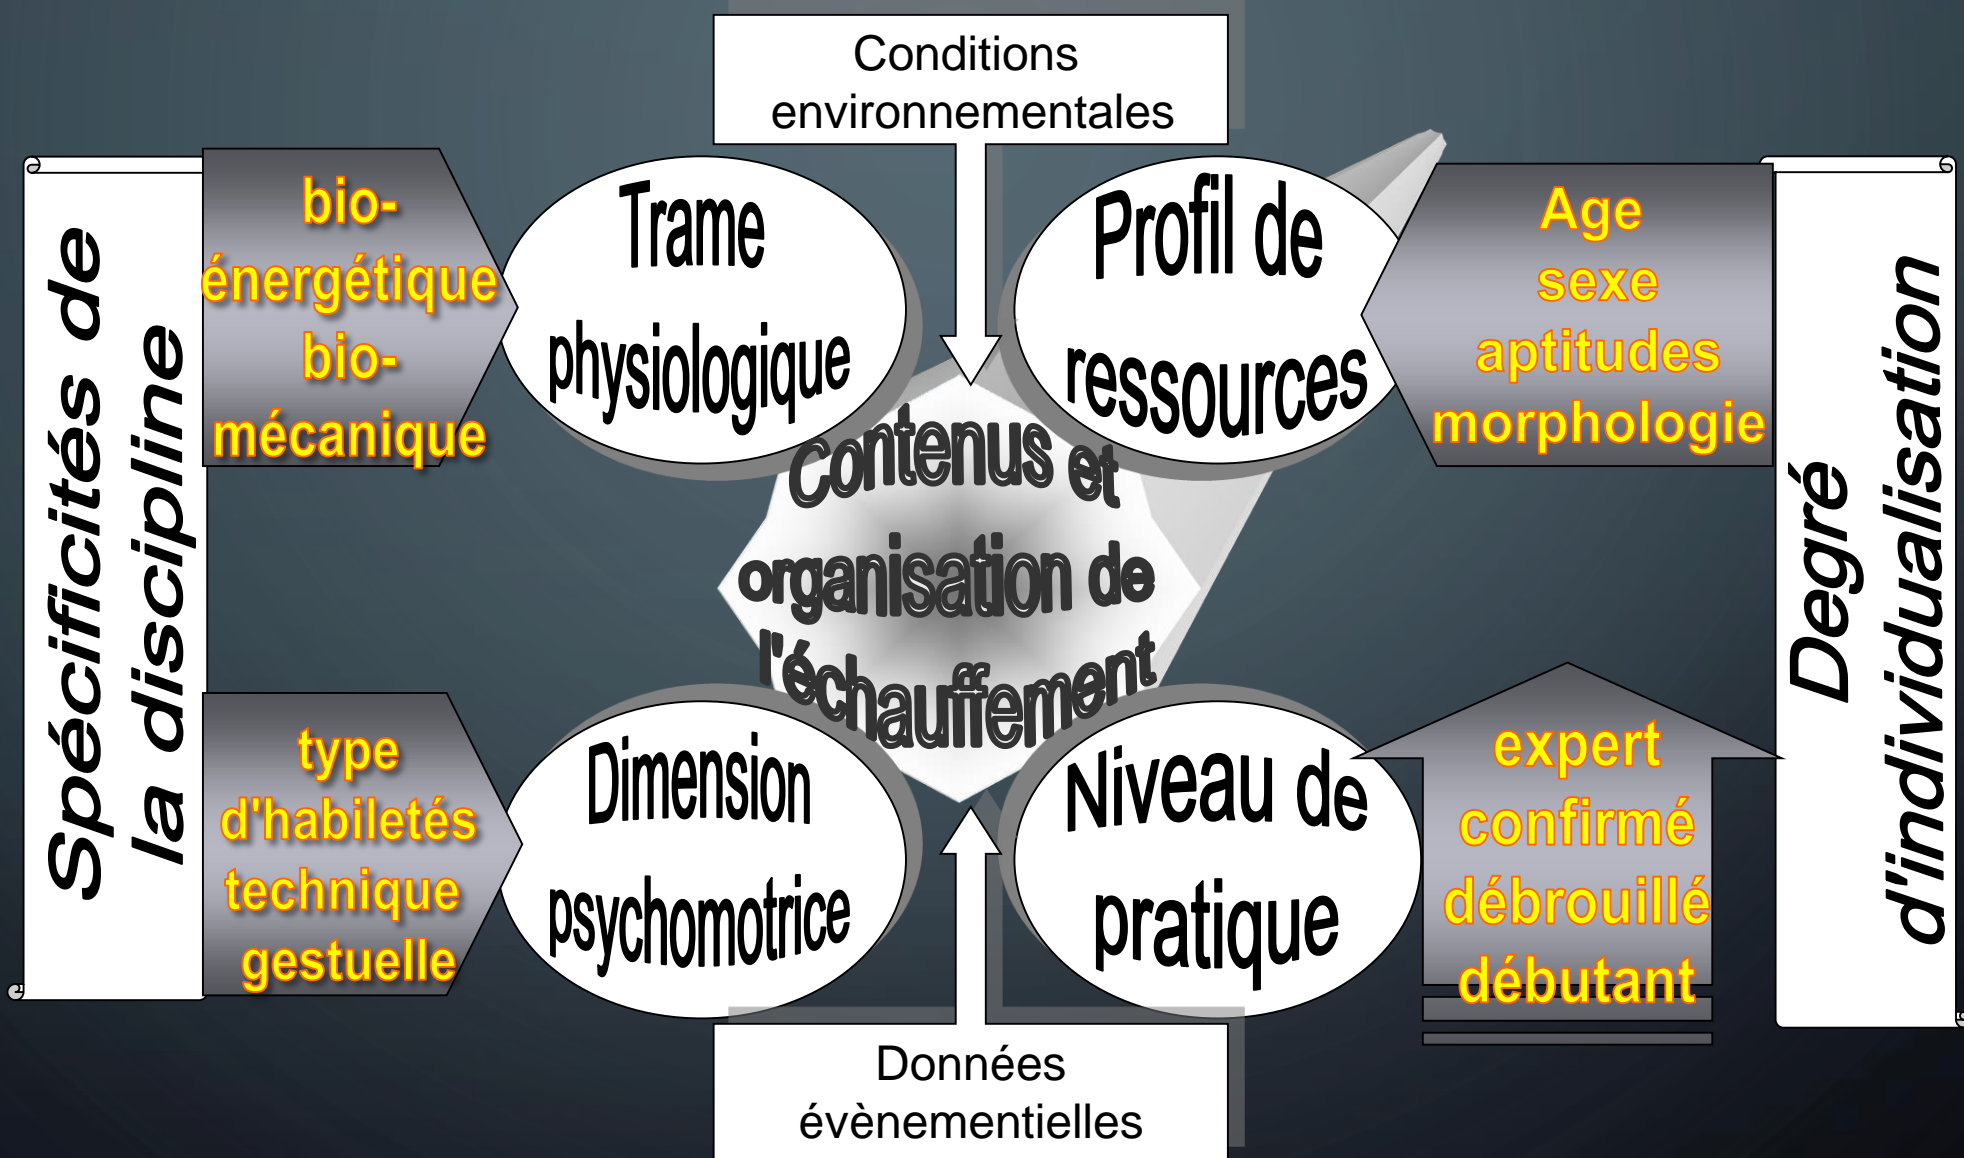 Conditions
environnementales
Spécificités de
la discipline
bio-
énergétique
bio-
mécanique
Trame
physiologique
Profil de
ressources
Age
sexe
aptitudes
morphologie
Degré
d'individualisation
Contenus et
organisation de
l'échauffement
type
d'habiletés
technique
gestuelle
Dimension
psychomotrice
Niveau de
pratique
expert
confirmé
débrouillé
débutant
Données
évènementielles